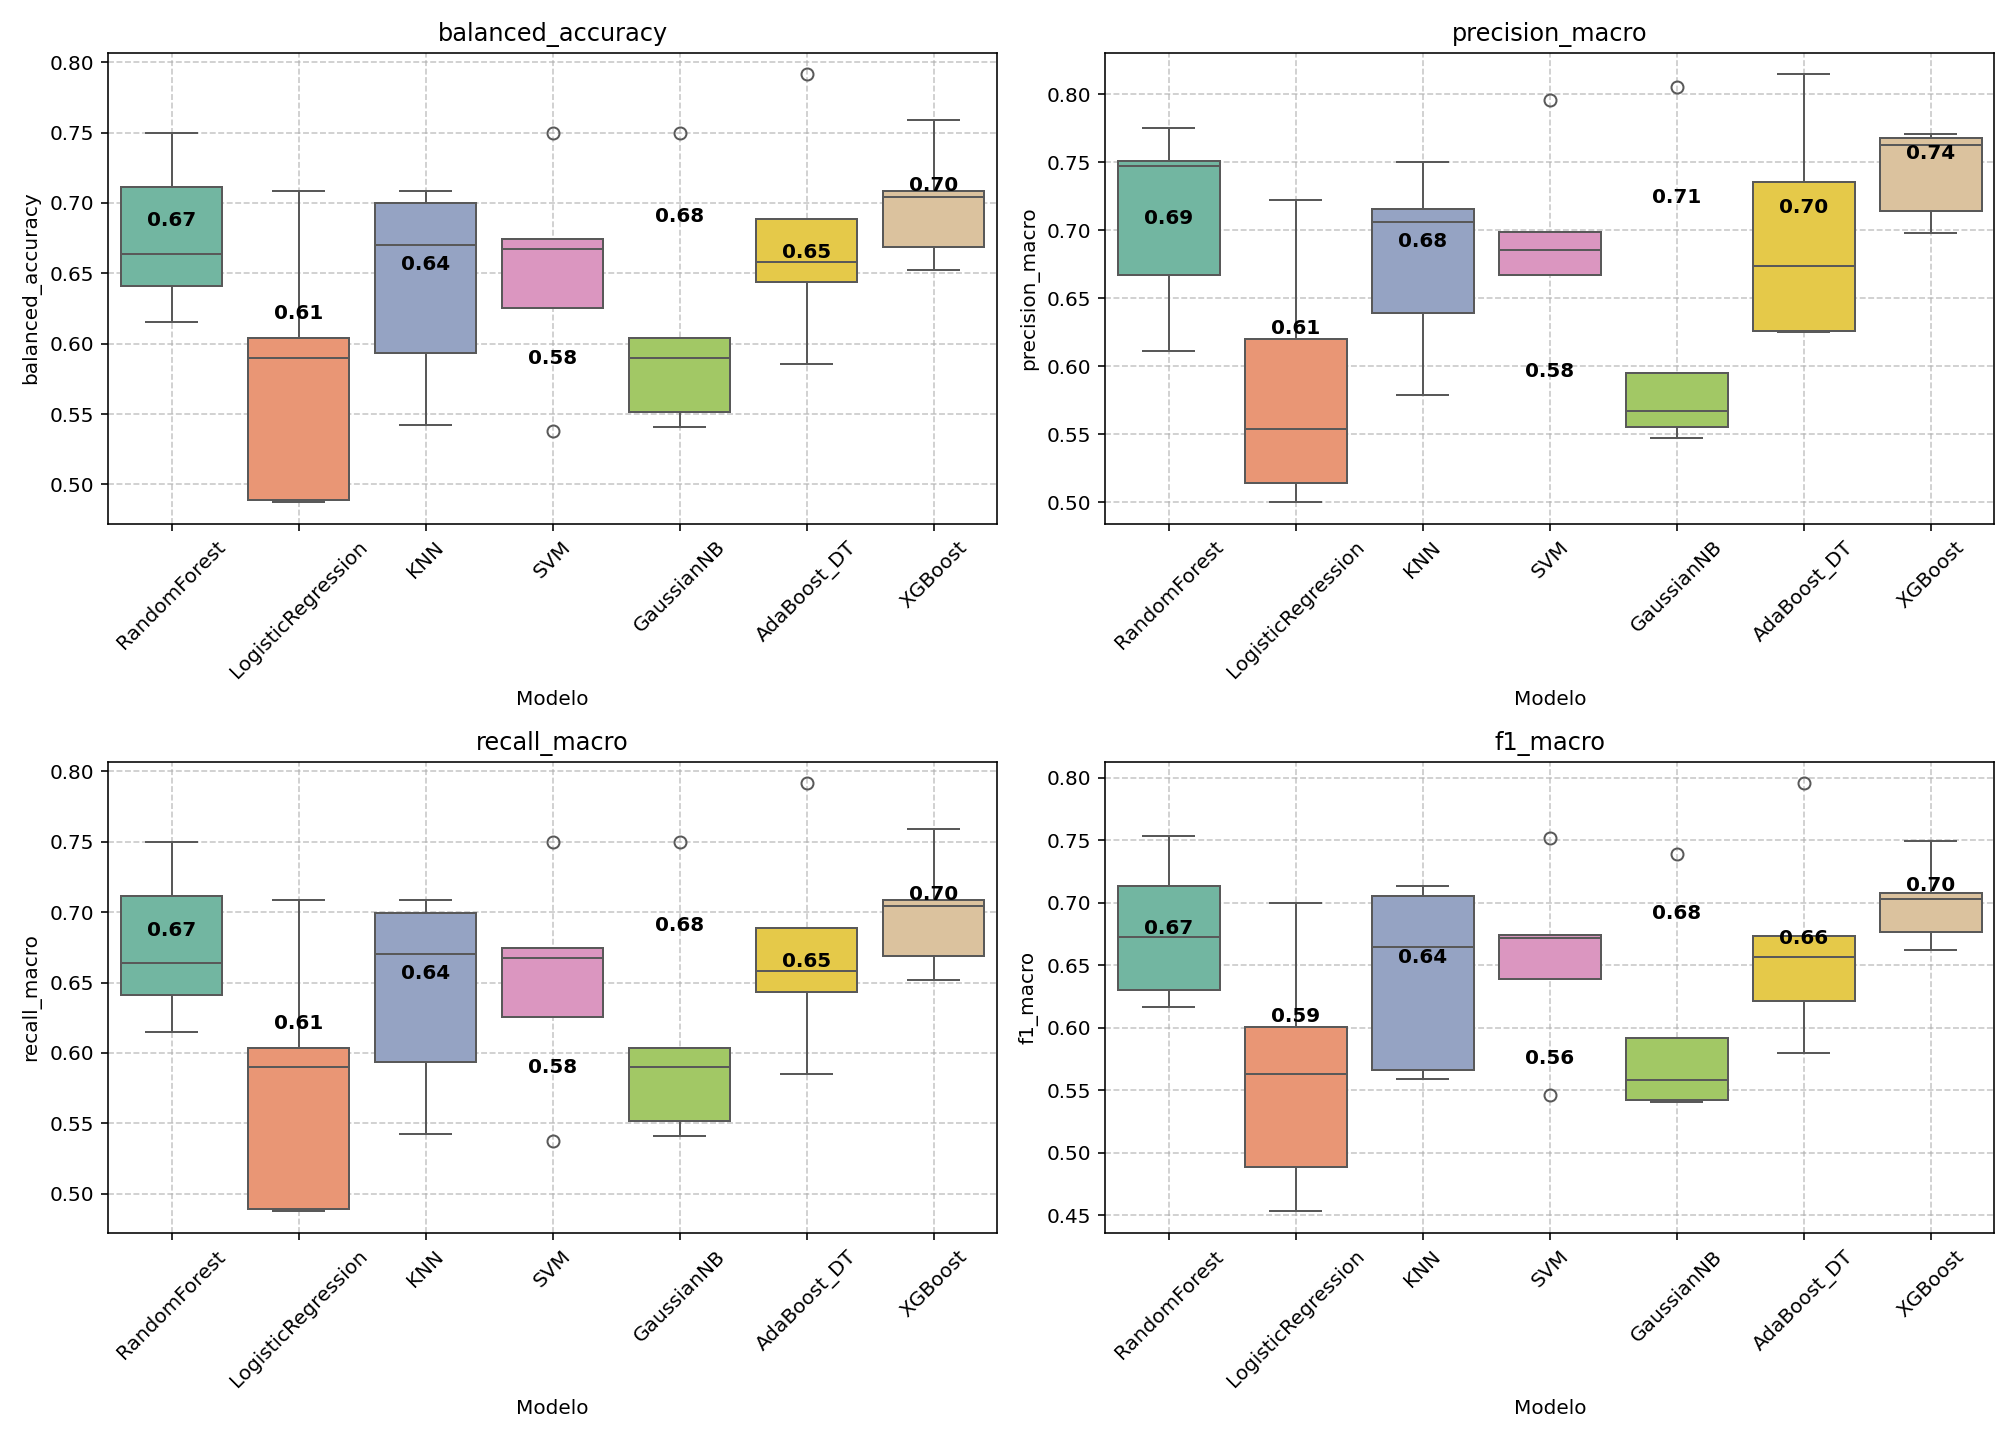 balanced_accuracy
balanced_accuracy
0.80
0.75
0.70
0.65
0.60
0.55
0.50
0.67
0.61
0.64
0.58
0.68
0.65
0.70
RandomForest
LogisticRegression
KNN
SVM
GaussianNB
AdaBoost_DT
XGBoost
Modelo
precision_macro
precision_macro
0.80
0.75
0.70
0.65
0.60
0.55
0.50
0.69
0.61
0.68
0.58
0.71
0.70
0.74
RandomForest
LogisticRegression
KNN
SVM
GaussianNB
AdaBoost_DT
XGBoost
Modelo
recall_macro
recall_macro
0.80
0.75
0.70
0.65
0.60
0.55
0.50
0.67
0.61
0.64
0.58
0.68
0.65
0.70
RandomForest
LogisticRegression
KNN
SVM
GaussianNB
AdaBoost_DT
XGBoost
Modelo
f1_macro
f1_macro
0.80
0.75
0.70
0.65
0.60
0.55
0.50
0.45
0.67
0.59
0.64
0.56
0.68
0.66
0.70
RandomForest
LogisticRegression
KNN
SVM
GaussianNB
AdaBoost_DT
XGBoost
Modelo